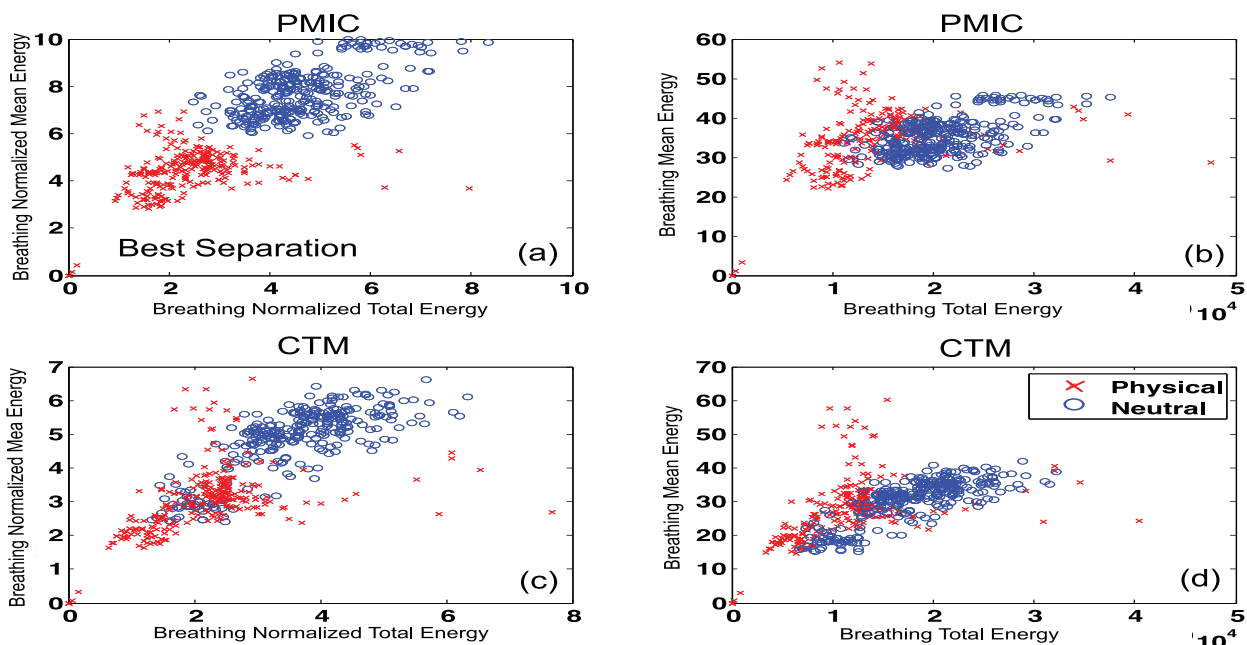 PMIC
Breathing Normalized Mean Energy
10
8
6
4
2
0
Best Separation
(a)
0 2 4 6 8 10
Breathing Normalized Total Energy
PMIC
Breathing Mean Energy
60
50
40
30
20
10
0
(b)
0 1 2 3 4 5
Breathing Total Energy
10⁴
CTM
Breathing Normalized Mea Energy
7
6
5
4
3
2
1
0
(c)
0 2 4 6 8
Breathing Normalized Total Energy
CTM
Breathing Mean Energy
70
60
50
40
30
20
10
0
Physical
Neutral
(d)
0 1 2 3 4 5
Breathing Total Energy
10⁴